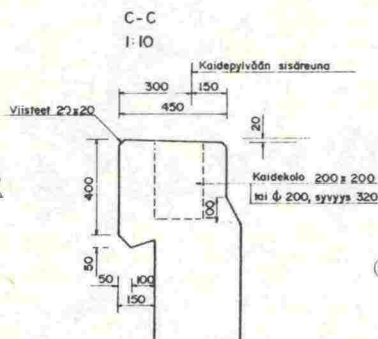 C-C
1:10
Kaidepylvään sisäreuna
300
150
450
Viisteet 20x20
20
400
Kaidekolo 200 x 200
tai ϕ 200, syvyys 320
100
50
50
100
150